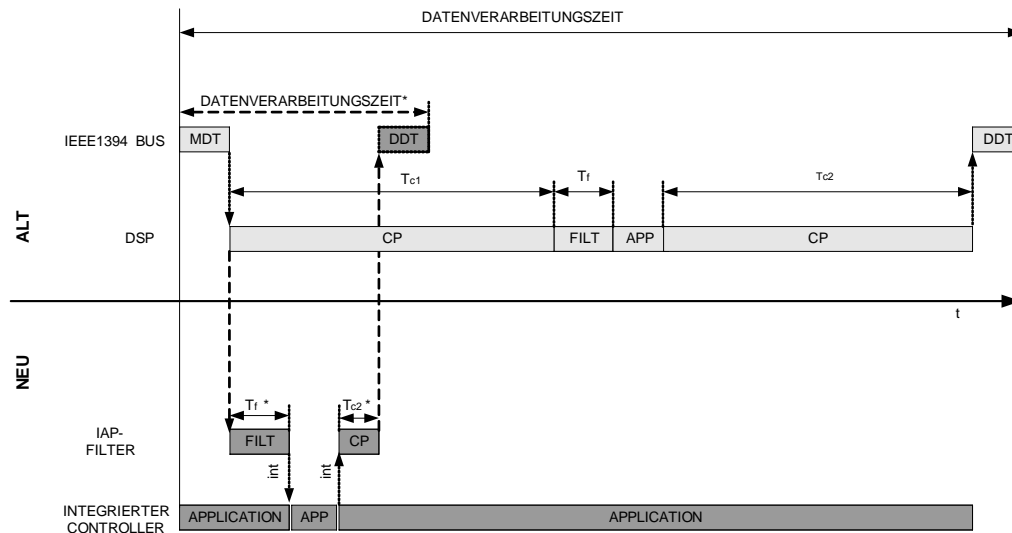 DATENVERARBEITUNGSZEIT
DATENVERARBEITUNGSZEIT*
IEEE1394 BUS
MDT
DDT
DDT
Tc1
Tf
Tc2
ALT
DSP
CP
FILT
APP
CP
t
NEU
Tf *
Tc2 *
IAP-
FILTER
FILT
CP
int
int
INTEGRIERTER
CONTROLLER
APPLICATION
APP
APPLICATION